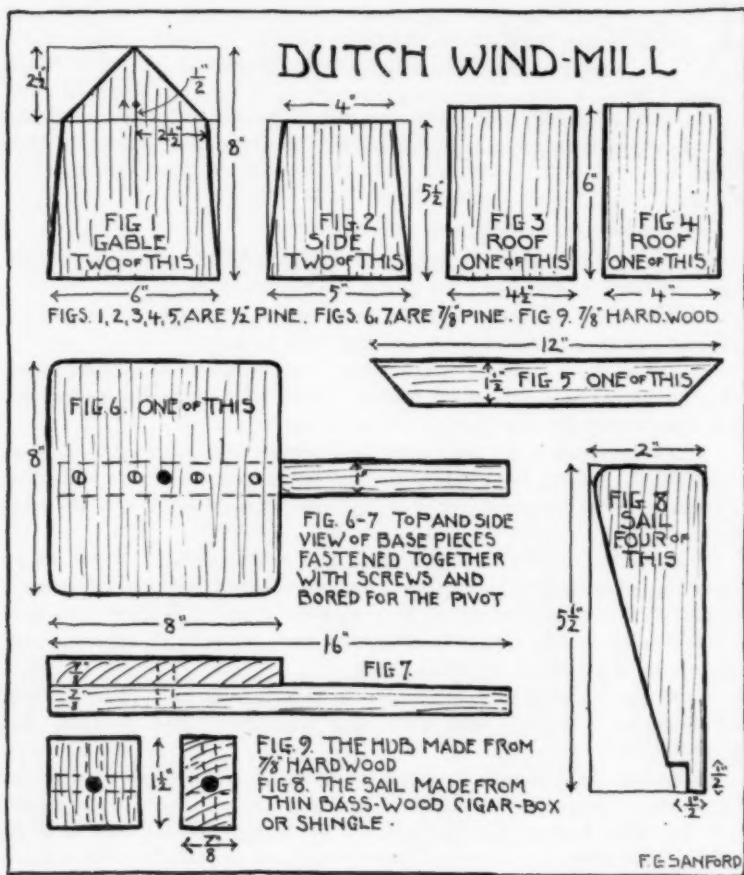 DUTCH WIND-MILL
2½"
½"
A
2½"
8"
FIG 1
GABLE
TWO OF THIS
6"
4"
5½"
FIG. 2
SIDE
TWO OF THIS
5"
FIG 3
ROOF
ONE OF THIS
4½"
6"
FIG 4
ROOF
ONE OF THIS
4"
FIGS. 1, 2, 3, 4, 5, ARE ½" PINE. FIGS. 6, 7, ARE ⅞" PINE. FIG 9. ⅞" HARD.WOOD
12"
1½"
FIG 5 ONE OF THIS
FIG. 6. ONE OF THIS
8"
1"
FIG. 6-7 TOP AND SIDE
VIEW OF BASE PIECES
FASTENED TOGETHER
WITH SCREWS AND
BORED FOR THE PIVOT
8"
16"
FIG 7.
⅞"
⅞"
2"
FIG 8
SAIL
FOUR OF
THIS
5½"
½"
½"
1½"
⅞"
FIG. 9. THE HUB MADE FROM
⅞" HARDWOOD
FIG 8. THE SAIL MADE FROM
THIN BASS-WOOD CIGAR-BOX
OR SHINGLE.
F. G. SANFORD